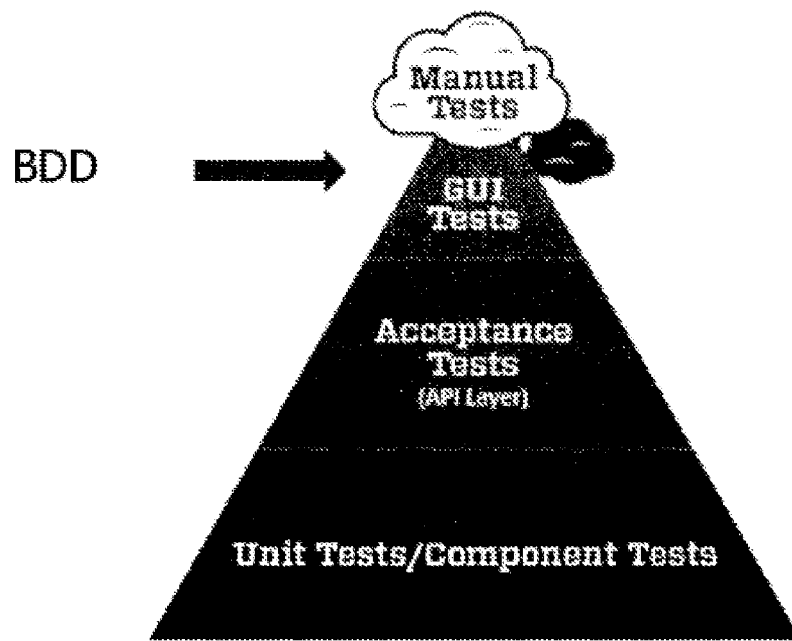 Manual
Tests
BDD
GUI
Tests
Acceptance
Tests
(API Layer)
Unit Tests/Component Tests